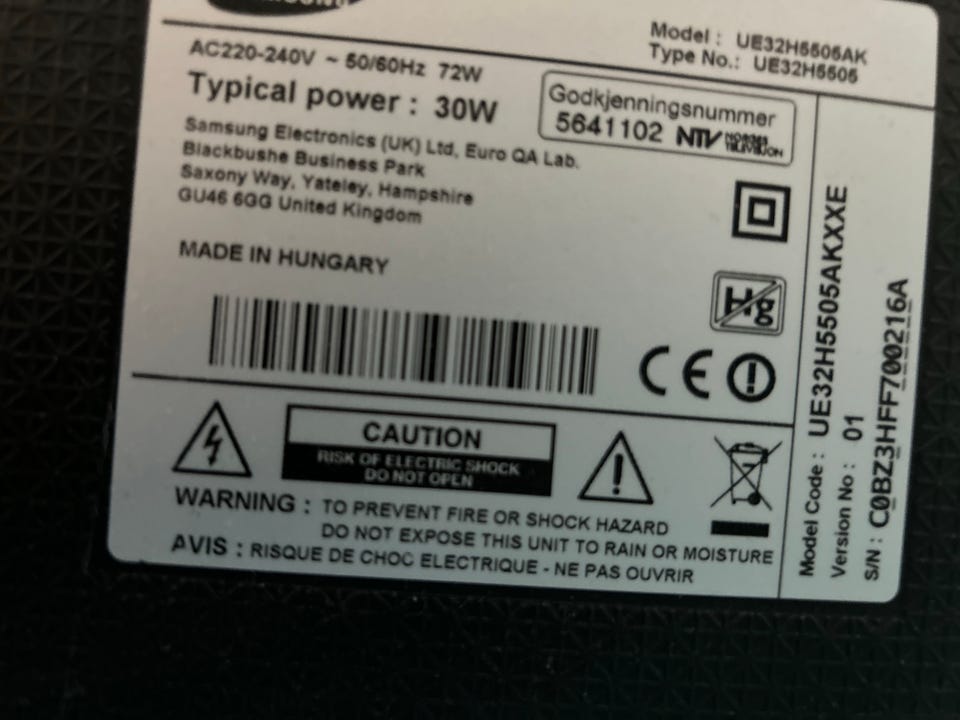 Model : UE32H5505AK
Type No.: UE32H5505
AC220-240V ~ 50/60Hz 72W
Typical power : 30W
Godkjenningsnummer
5641102 NTV NORGES TELEVISJON
Samsung Electronics (UK) Ltd, Euro QA Lab.
Blackbushe Business Park
Saxony Way, Yateley, Hampshire
GU46 6GG United Kingdom
MADE IN HUNGARY
Hg
CE
CAUTION
RISK OF ELECTRIC SHOCK
DO NOT OPEN
WARNING : TO PREVENT FIRE OR SHOCK HAZARD
DO NOT EXPOSE THIS UNIT TO RAIN OR MOISTURE
AVIS : RISQUE DE CHOC ELECTRIQUE - NE PAS OUVRIR
Model Code : UE32H5505AKXXE
Version No : 01
S/N : C0BZ3HFF700216A